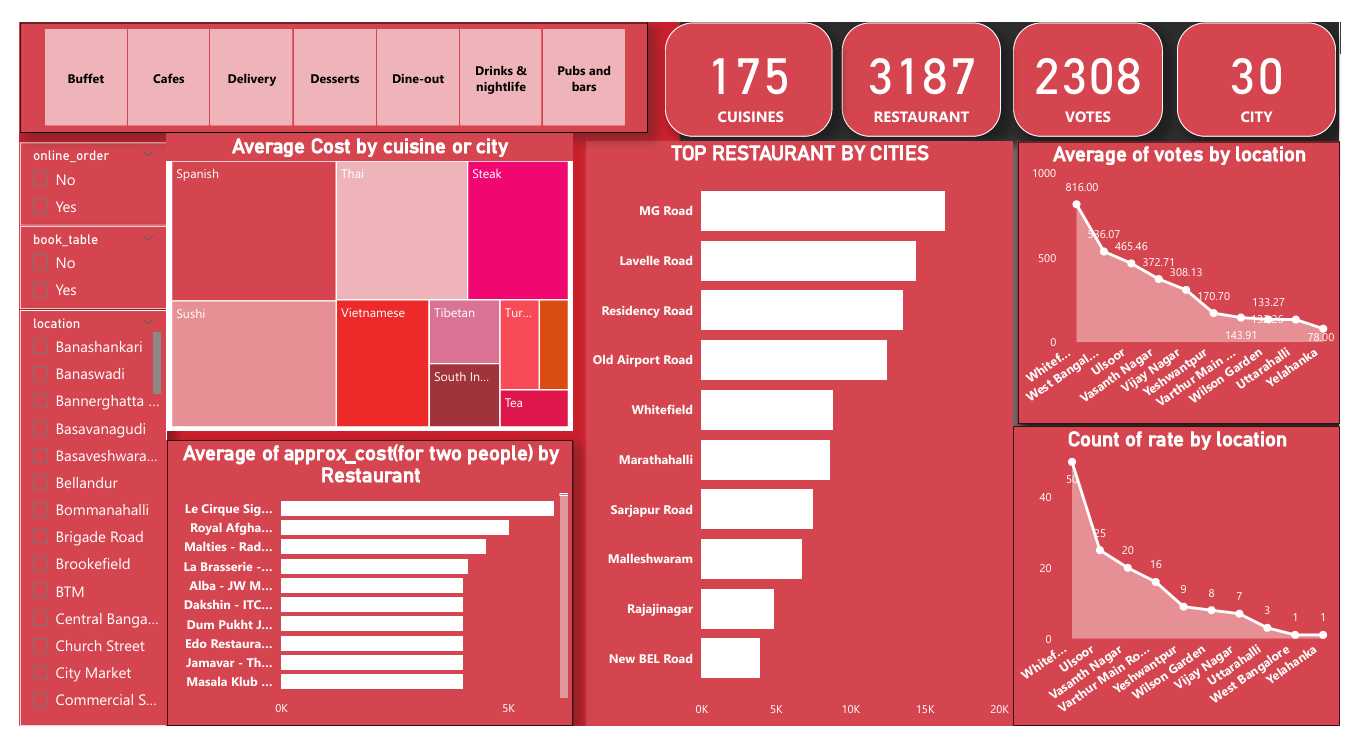 Buffet
Cafes
Delivery
Desserts
Dine-out
Drinks &
nightlife
Pubs and
bars
175
CUISINES
3187
RESTAURANT
2308
VOTES
30
CITY
online_order
No
Yes
book_table
No
Yes
location
Banashankari
Banaswadi
Bannerghatta ...
Basavanagudi
Basaveshwara...
Bellandur
Bommanahalli
Brigade Road
Brookefield
BTM
Central Banga...
Church Street
City Market
Commercial S...
Average Cost by cuisine or city
Spanish
Thai
Steak
Sushi
Vietnamese
Tibetan
Tur...
South In...
Tea
Average of approx_cost(for two people) by
Restaurant
Le Cirque Sig...
Royal Afgha...
Malties - Rad...
La Brasserie -...
Alba - JW M...
Dakshin - ITC...
Dum Pukht J...
Edo Restaura...
Jamavar - Th...
Masala Klub ...
0K
5K
TOP RESTAURANT BY CITIES
MG Road
Lavelle Road
Residency Road
Old Airport Road
Whitefield
Marathahalli
Sarjapur Road
Malleshwaram
Rajajinagar
New BEL Road
0K
5K
10K
15K
20K
Average of votes by location
1000
500
0
816.00
536.07
465.46
372.71
308.13
170.70
143.91
133.27
78.00
Whitef...
West Bangal...
Ulsoor
Vasanth Nagar
Vijay Nagar
Yeshwantpur
Varthur Main ...
Wilson Garden
Uttarahalli
Yelahanka
Count of rate by location
40
20
0
50
25
20
16
9
8
7
3
1
1
Whitef...
Ulsoor
Vasanth Nagar
Varthur Main Ro...
Yeshwantpur
Wilson Garden
Vijay Nagar
Uttarahalli
West Bangalore
Yelahanka